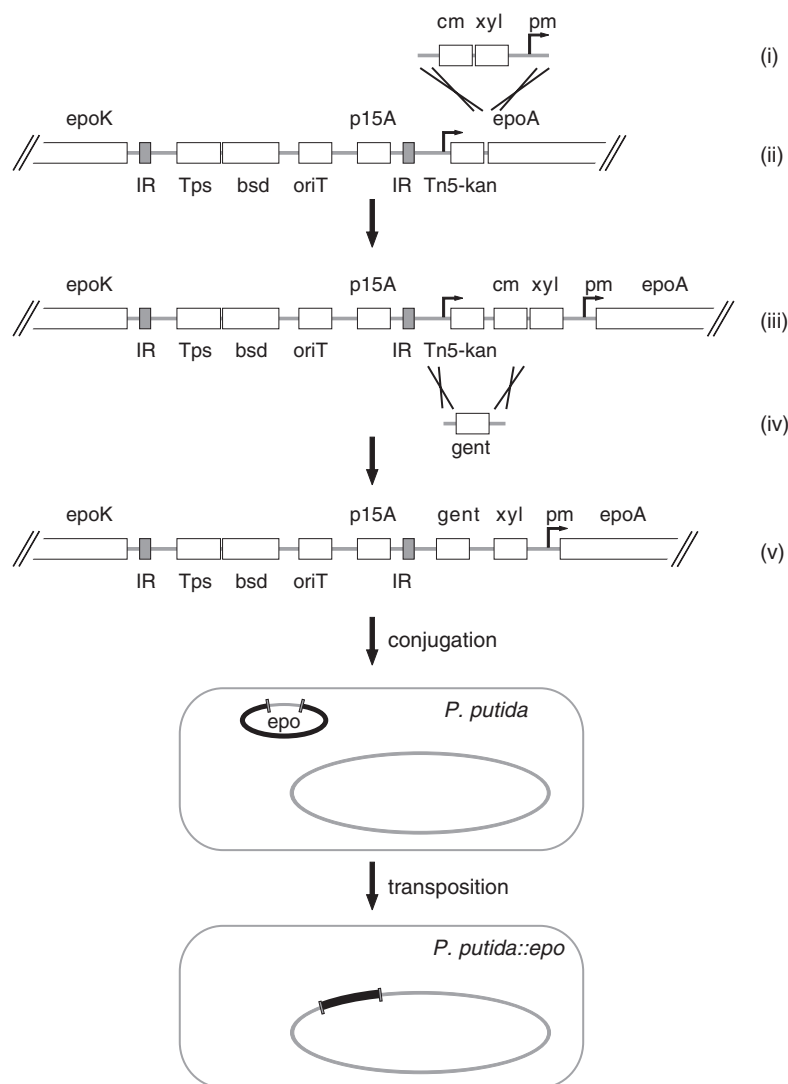 cm xyl pm
(i)
epoK p15A epoA
(ii)
IR Tps bsd oriT IR Tn5-kan
epoK p15A cm xyl pm epoA
(iii)
IR Tps bsd oriT IR Tn5-kan
(iv)
gent
epoK p15A gent xyl pm epoA
(v)
IR Tps bsd oriT IR
conjugation
P. putida
epo
transposition
P. putida::epo